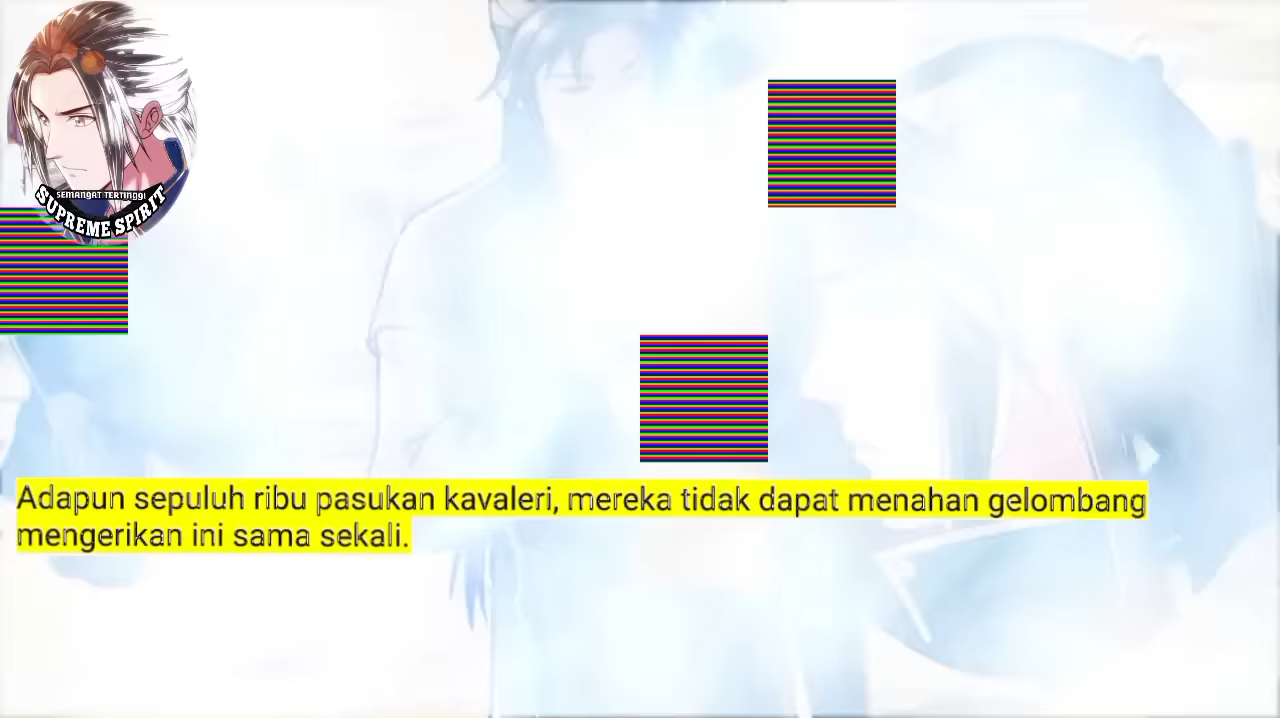 SEMANGAT TERTINGGI
SUPREME SPIRIT
Adapun sepuluh ribu pasukan kavaleri, mereka tidak dapat menahan gelombang
mengerikan ini sama sekali.